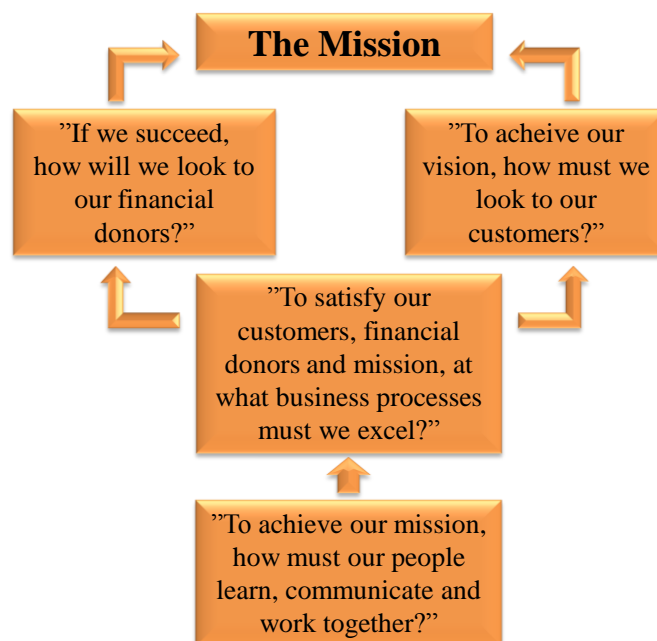 The Mission
”If we succeed,
how will we look to
our financial
donors?”
”To acheive our
vision, how must we
look to our
customers?”
”To satisfy our
customers, financial
donors and mission, at
what business processes
must we excel?”
”To achieve our mission,
how must our people
learn, communicate and
work together?”